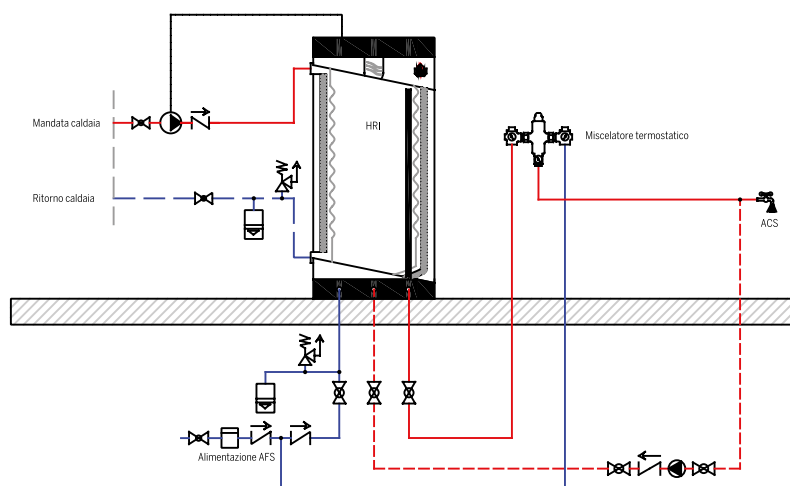 Mandata caldaia
HRI
Miscelatore termostatico
Ritorno caldaia
ACS
Alimentazione AFS